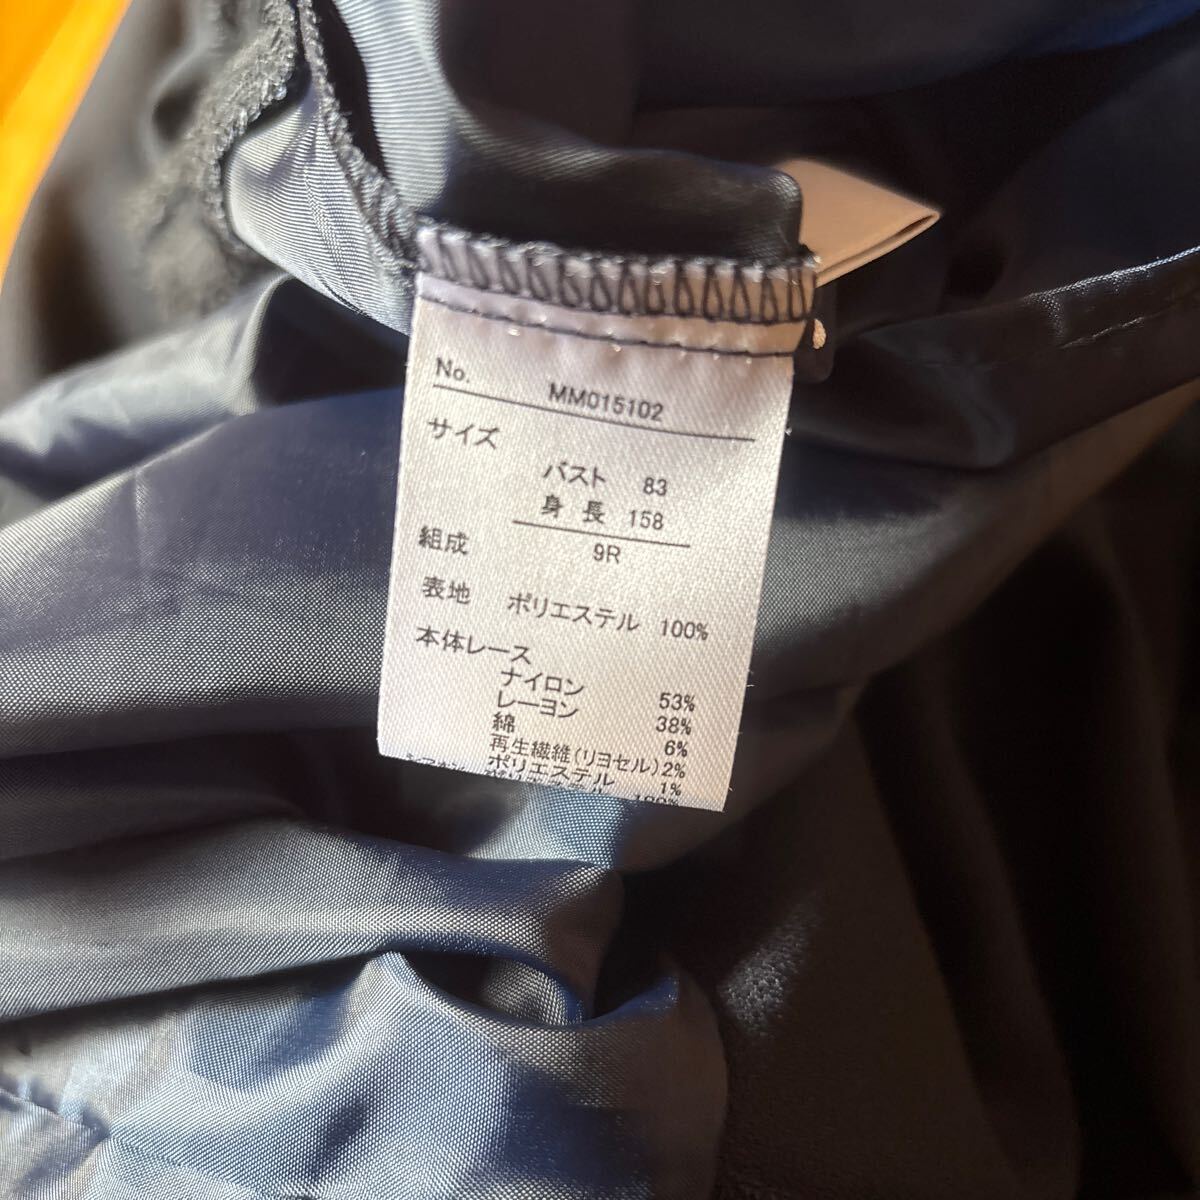 No. MM015102
サイズ
バスト 83
身長 158
9R
組成
表地 ポリエステル 100%
本体レース
ナイロン 53%
レーヨン 38%
綿 6%
再生繊維(リヨセル) 2%
ポリエステル 1%